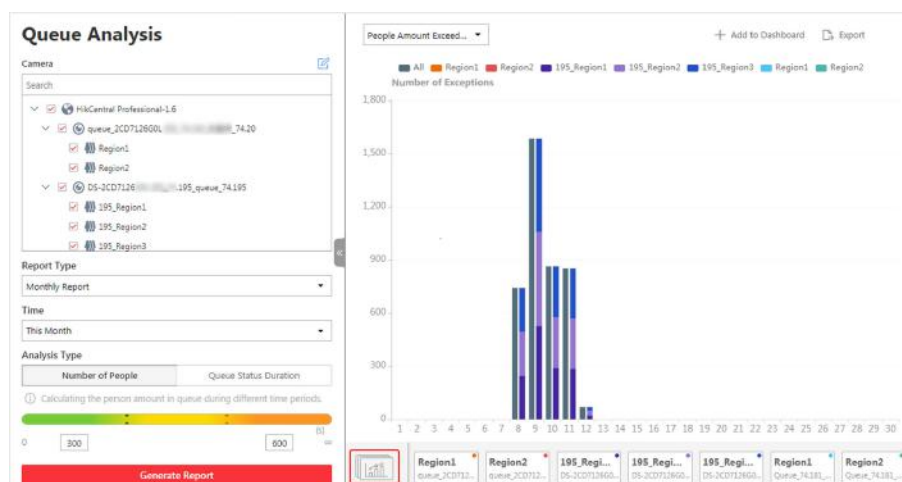 Queue Analysis
Camera
Search
HikCentral Professional-1.6
queue_2CD7126G0L _74.20
Region1
Region2
DS-2CD7126 .195_queue_74.195
195_Region1
195_Region2
195_Region3
Report Type
Monthly Report
Time
This Month
Analysis Type
Number of People
Queue Status Duration
Calculating the person amount in queue during different time periods.
0 300 600 ∞
Generate Report
People Amount Exceed...
Add to Dashboard
Export
All Region1 Region2 195_Region1 195_Region2 195_Region3 Region1 Region2
Number of Exceptions
1,800
1,500
1,200
900
600
300
0
1 2 3 4 5 6 7 8 9 10 11 12 13 14 15 16 17 18 19 20 21 22 23 24 25 26 27 28 29 30
Region1 Region2 195_Regi... 195_Regi... 195_Regi... Region1 Region2
queue_2CD712... queue_2CD712... DS-2CD7126G0... DS-2CD7126G0... DS-2CD7126G0... Queue_74.181_... Queue_74.181_...